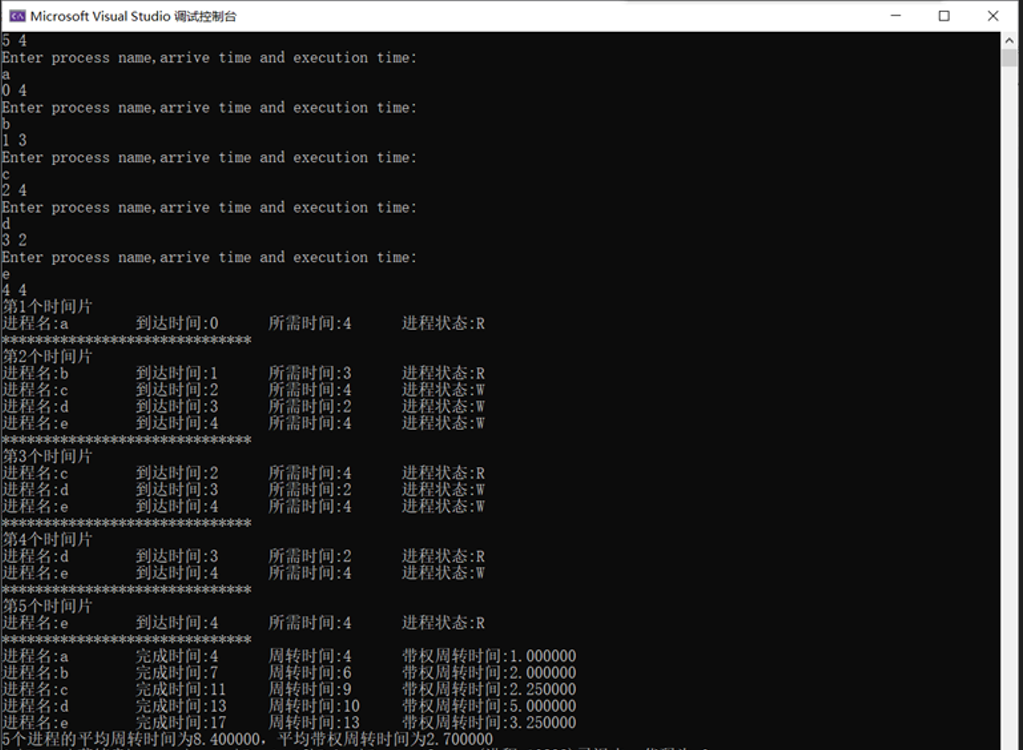 Microsoft Visual Studio 调试控制台
5 4
Enter process name,arrive time and execution time:
a
0 4
Enter process name,arrive time and execution time:
b
1 3
Enter process name,arrive time and execution time:
c
2 4
Enter process name,arrive time and execution time:
d
3 2
Enter process name,arrive time and execution time:
e
4 4
第1个时间片
进程名:a 到达时间:0 所需时间:4 进程状态:R
******************************
第2个时间片
进程名:b 到达时间:1 所需时间:3 进程状态:R
进程名:c 到达时间:2 所需时间:4 进程状态:W
进程名:d 到达时间:3 所需时间:2 进程状态:W
进程名:e 到达时间:4 所需时间:4 进程状态:W
******************************
第3个时间片
进程名:c 到达时间:2 所需时间:4 进程状态:R
进程名:d 到达时间:3 所需时间:2 进程状态:W
进程名:e 到达时间:4 所需时间:4 进程状态:W
******************************
第4个时间片
进程名:d 到达时间:3 所需时间:2 进程状态:R
进程名:e 到达时间:4 所需时间:4 进程状态:W
******************************
第5个时间片
进程名:e 到达时间:4 所需时间:4 进程状态:R
******************************
进程名:a 完成时间:4 周转时间:4 带权周转时间:1.000000
进程名:b 完成时间:7 周转时间:6 带权周转时间:2.000000
进程名:c 完成时间:11 周转时间:9 带权周转时间:2.250000
进程名:d 完成时间:13 周转时间:10 带权周转时间:5.000000
进程名:e 完成时间:17 周转时间:13 带权周转时间:3.250000
5个进程的平均周转时间为8.400000, 平均带权周转时间为2.700000